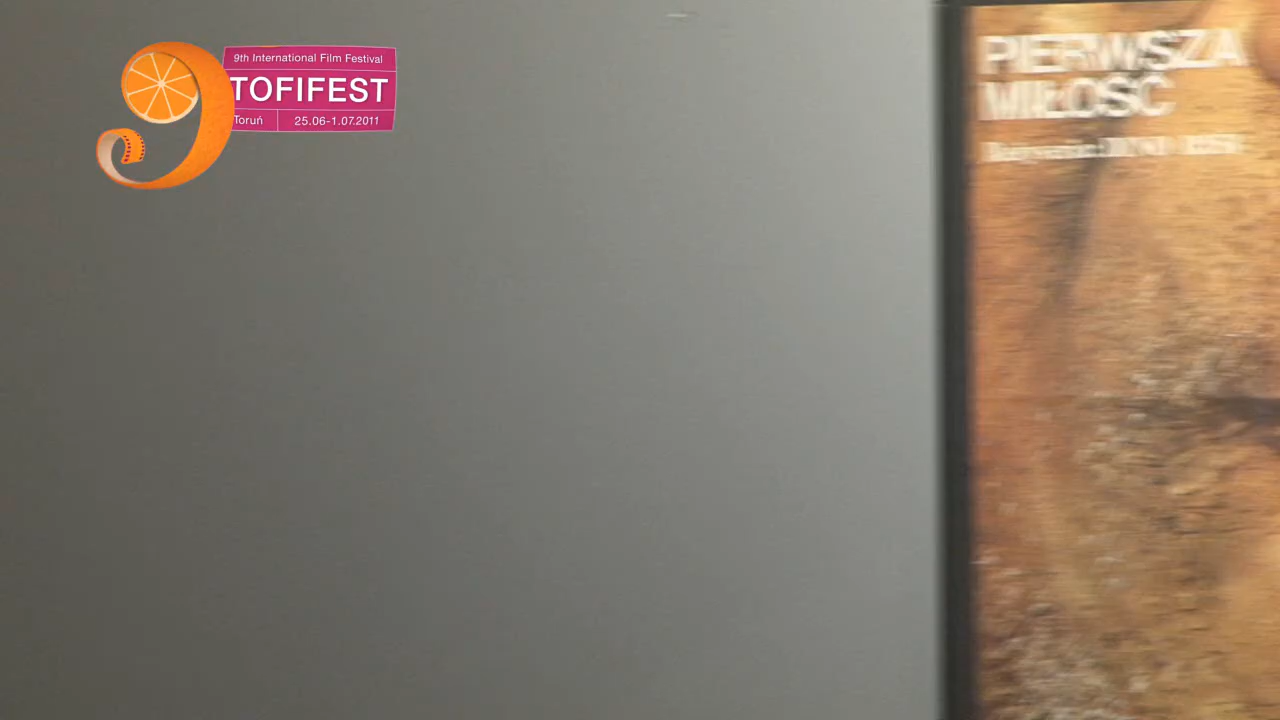 9th International Film Festival
TOFIFEST
Toruń 25.06-1.07.2011
PIERWSZA
MIŁOŚĆ